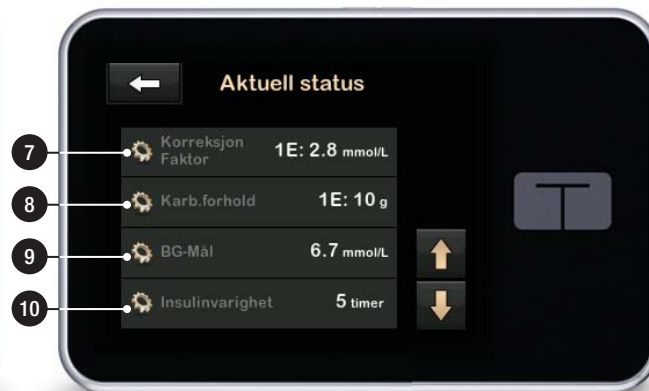 Aktuell status
7
Korreksjon
Faktor
1E: 2.8 mmol/L
8
Karb.forhold
1E: 10 g
9
BG-Mål
6.7 mmol/L
10
Insulinvarighet
5 timer